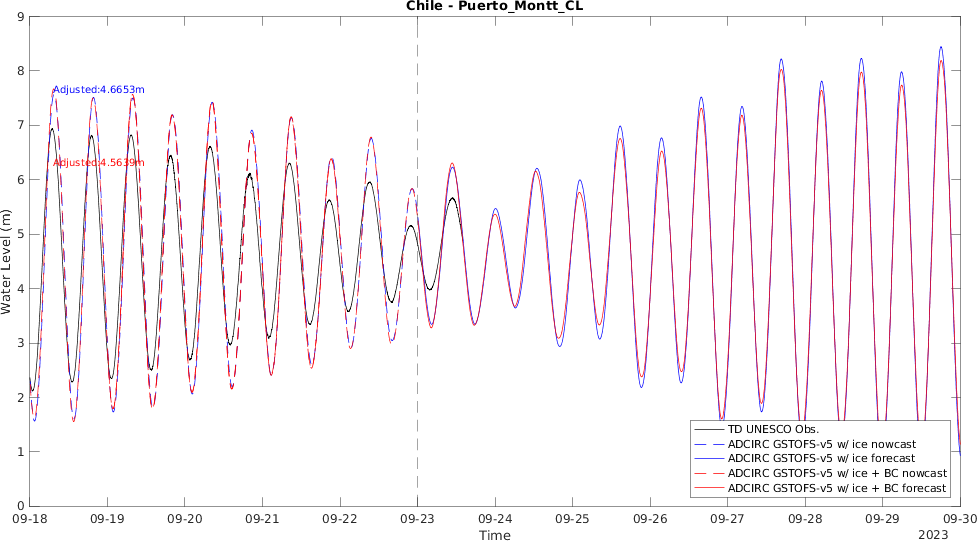 Chile - Puerto_Montt_CL
9
8
7
6
5
4
3
2
1
0
Water Level (m)
Adjusted:4.6653m
Adjusted:4.5639m
TD UNESCO Obs.
ADCIRC GSTOFS-v5 w/ ice nowcast
ADCIRC GSTOFS-v5 w/ ice forecast
ADCIRC GSTOFS-v5 w/ ice + BC nowcast
ADCIRC GSTOFS-v5 w/ ice + BC forecast
09-18 09-19 09-20 09-21 09-22 09-23 09-24 09-25 09-26 09-27 09-28 09-29 09-30
Time
2023